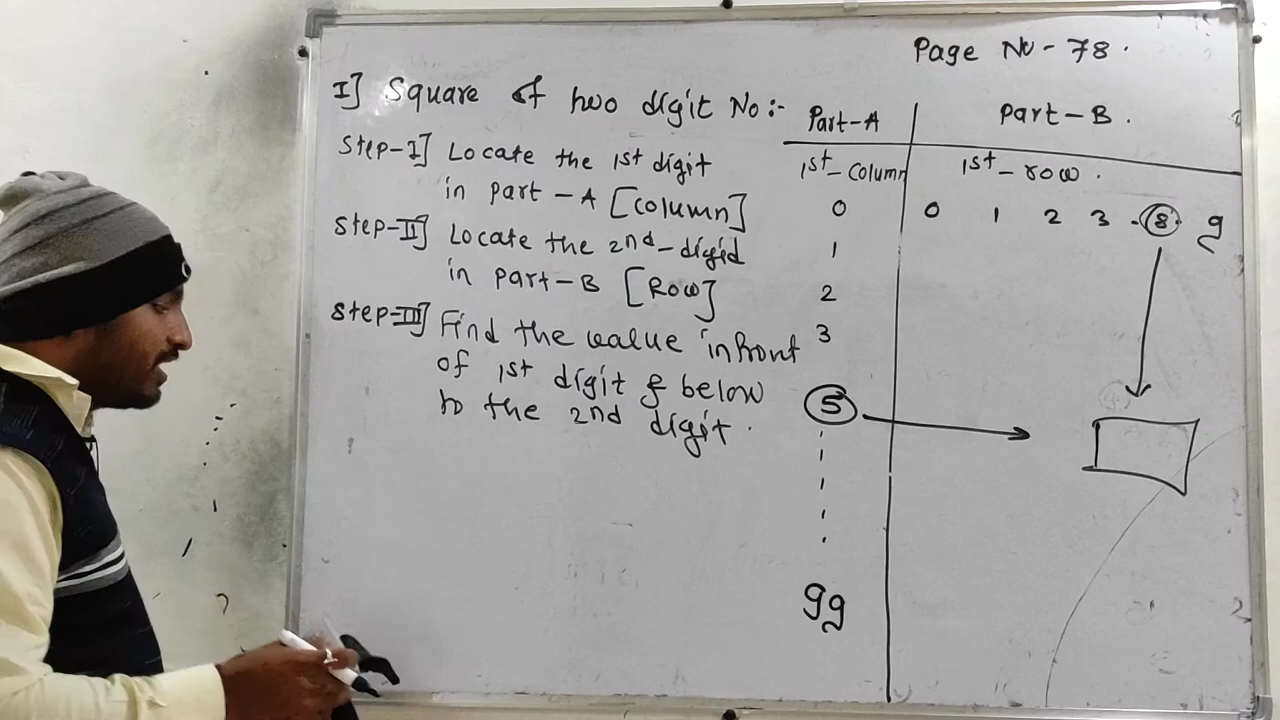 Page No - 78.
I] Square of two digit No :-
Step-I] Locate the 1st digit
in part - A [column]
Step-II] Locate the 2nd - digid
in part-B [Row]
Step-III] Find the value infront
of 1st digit & below
to the 2nd digit.
Part-A Part-B.
1st-column 1st-row.
0 0 1 2 3 - 8 9
1
2
3
5
99